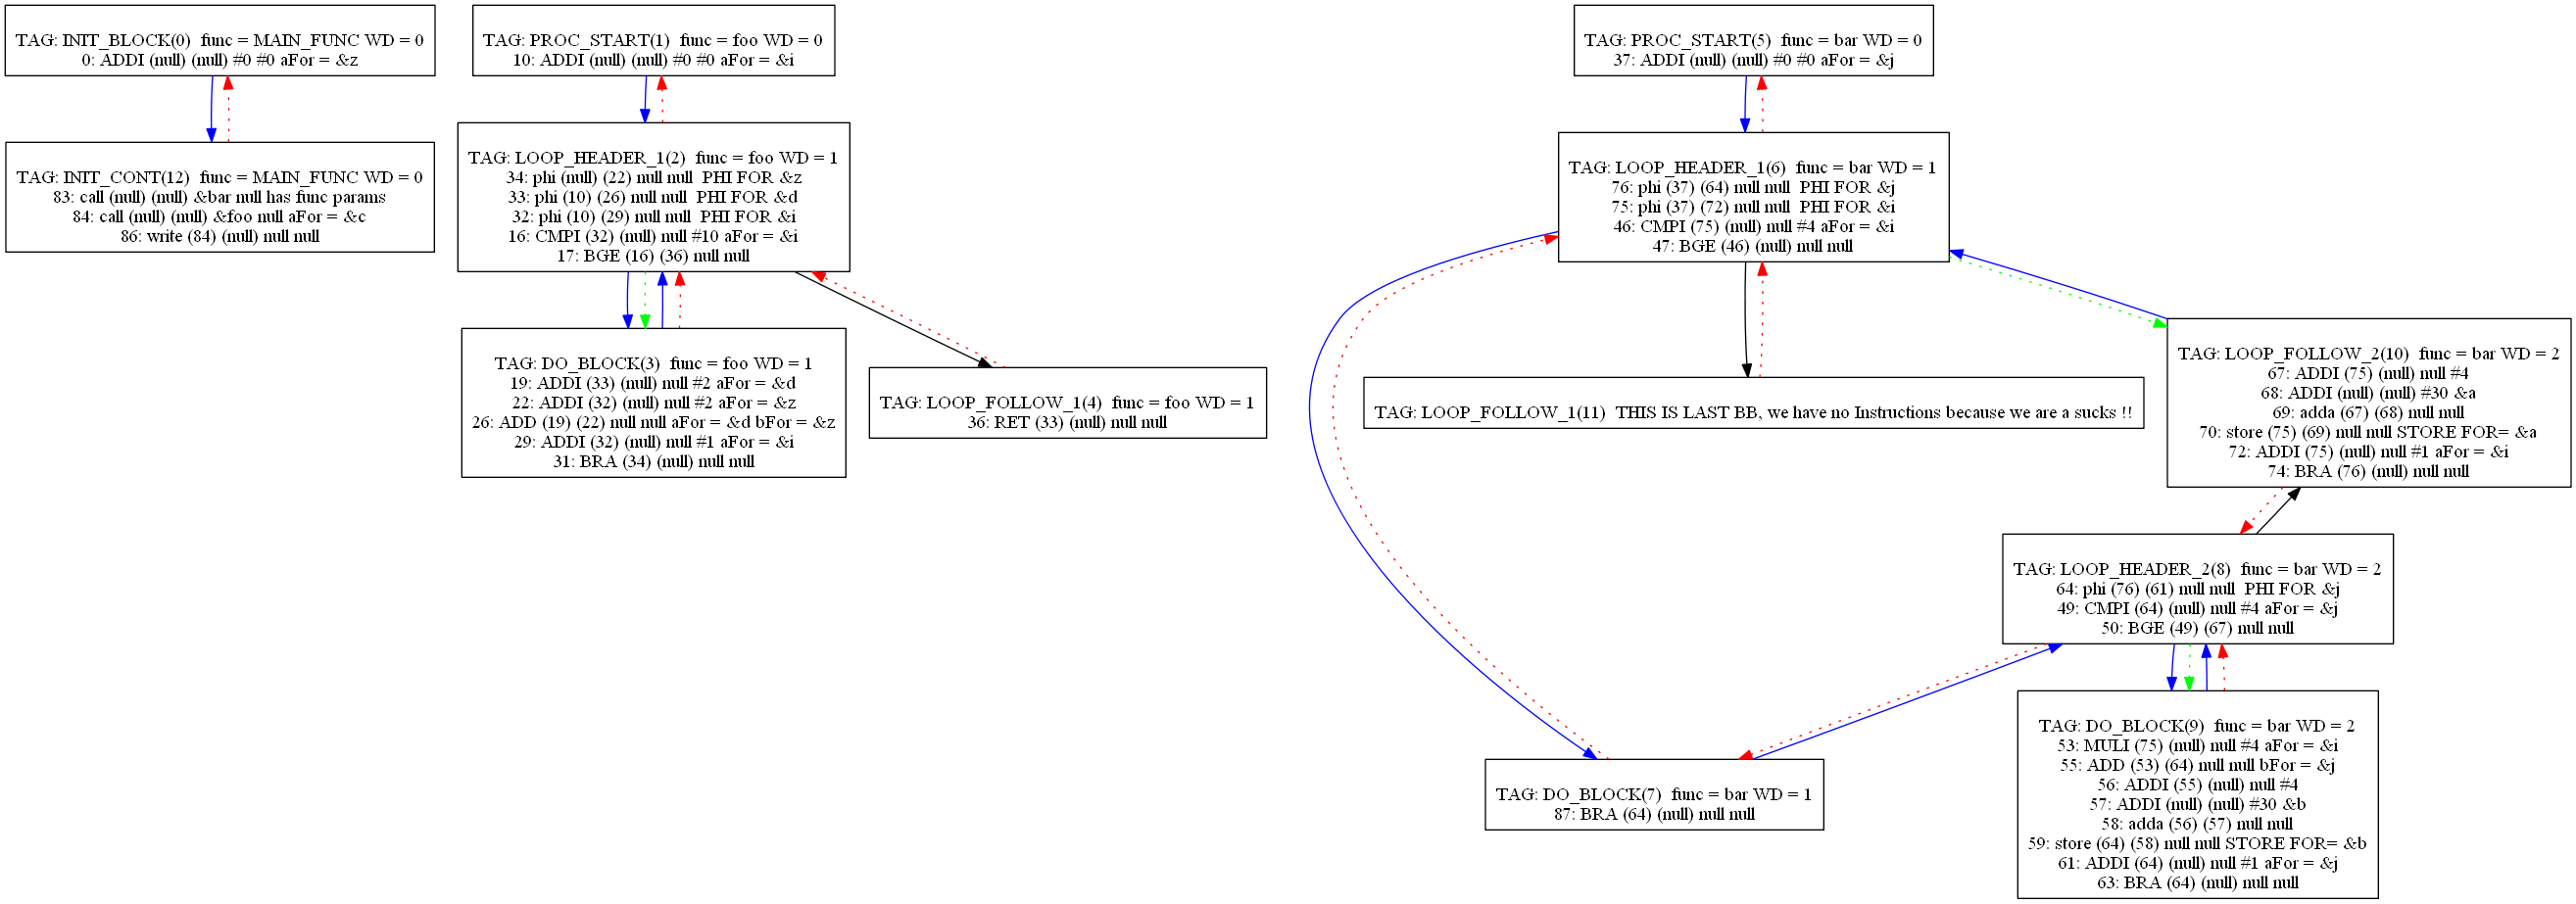 TAG: INIT_BLOCK(0)  func = MAIN_FUNC WD = 0
0: ADDI (null) (null) #0 #0 aFor = &z
TAG: INIT_CONT(12)  func = MAIN_FUNC WD = 0
83: call (null) (null) &bar null has func params
84: call (null) (null) &foo null aFor = &c
86: write (84) (null) null null
TAG: PROC_START(1)  func = foo WD = 0
10: ADDI (null) (null) #0 #0 aFor = &i
TAG: LOOP_HEADER_1(2)  func = foo WD = 1
34: phi (null) (22) null null  PHI FOR &z
33: phi (10) (26) null null  PHI FOR &d
32: phi (10) (29) null null  PHI FOR &i
16: CMPI (32) (null) null #10 aFor = &i
17: BGE (16) (36) null null
TAG: DO_BLOCK(3)  func = foo WD = 1
19: ADDI (33) (null) null #2 aFor = &d
22: ADDI (32) (null) null #2 aFor = &z
26: ADD (19) (22) null null aFor = &d bFor = &z
29: ADDI (32) (null) null #1 aFor = &i
31: BRA (34) (null) null null
TAG: LOOP_FOLLOW_1(4)  func = foo WD = 1
36: RET (33) (null) null null
TAG: PROC_START(5)  func = bar WD = 0
37: ADDI (null) (null) #0 #0 aFor = &j
TAG: LOOP_HEADER_1(6)  func = bar WD = 1
76: phi (37) (64) null null  PHI FOR &j
75: phi (37) (72) null null  PHI FOR &i
46: CMPI (75) (null) null #4 aFor = &i
47: BGE (46) (null) null null
TAG: LOOP_FOLLOW_1(11)  THIS IS LAST BB, we have no Instructions because we are a sucks !!
TAG: LOOP_FOLLOW_2(10)  func = bar WD = 2
67: ADDI (75) (null) null #4
68: ADDI (null) (null) #30 &a
69: adda (67) (68) null null
70: store (75) (69) null null STORE FOR= &a
72: ADDI (75) (null) null #1 aFor = &i
74: BRA (76) (null) null null
TAG: LOOP_HEADER_2(8)  func = bar WD = 2
64: phi (76) (61) null null  PHI FOR &j
49: CMPI (64) (null) null #4 aFor = &j
50: BGE (49) (67) null null
TAG: DO_BLOCK(7)  func = bar WD = 1
87: BRA (64) (null) null null
TAG: DO_BLOCK(9)  func = bar WD = 2
53: MULI (75) (null) null #4 aFor = &i
55: ADD (53) (64) null null bFor = &j
56: ADDI (55) (null) null #4
57: ADDI (null) (null) #30 &b
58: adda (56) (57) null null
59: store (64) (58) null null STORE FOR= &b
61: ADDI (64) (null) null #1 aFor = &j
63: BRA (64) (null) null null